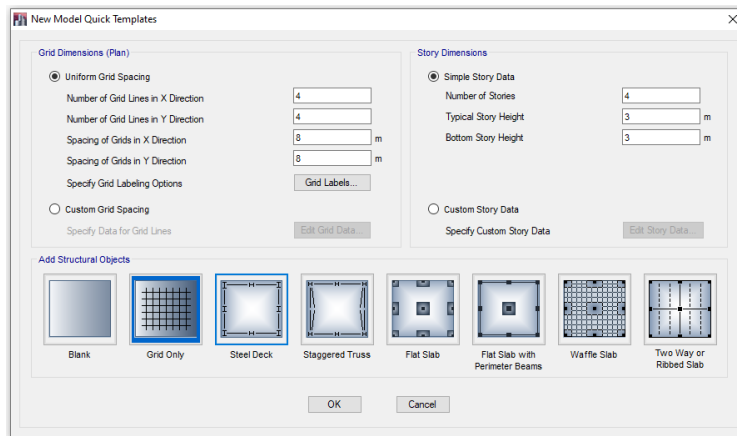 New Model Quick Templates
Grid Dimensions (Plan)
Uniform Grid Spacing
Number of Grid Lines in X Direction 4
Number of Grid Lines in Y Direction 4
Spacing of Grids in X Direction 8 m
Spacing of Grids in Y Direction 8 m
Specify Grid Labeling Options Grid Labels...
Custom Grid Spacing
Specify Data for Grid Lines Edit Grid Data...
Story Dimensions
Simple Story Data
Number of Stories 4
Typical Story Height 3 m
Bottom Story Height 3 m
Custom Story Data
Specify Custom Story Data Edit Story Data...
Add Structural Objects
Blank
Grid Only
Steel Deck
Staggered Truss
Flat Slab
Flat Slab with
Perimeter Beams
Waffle Slab
Two Way or
Ribbed Slab
OK
Cancel